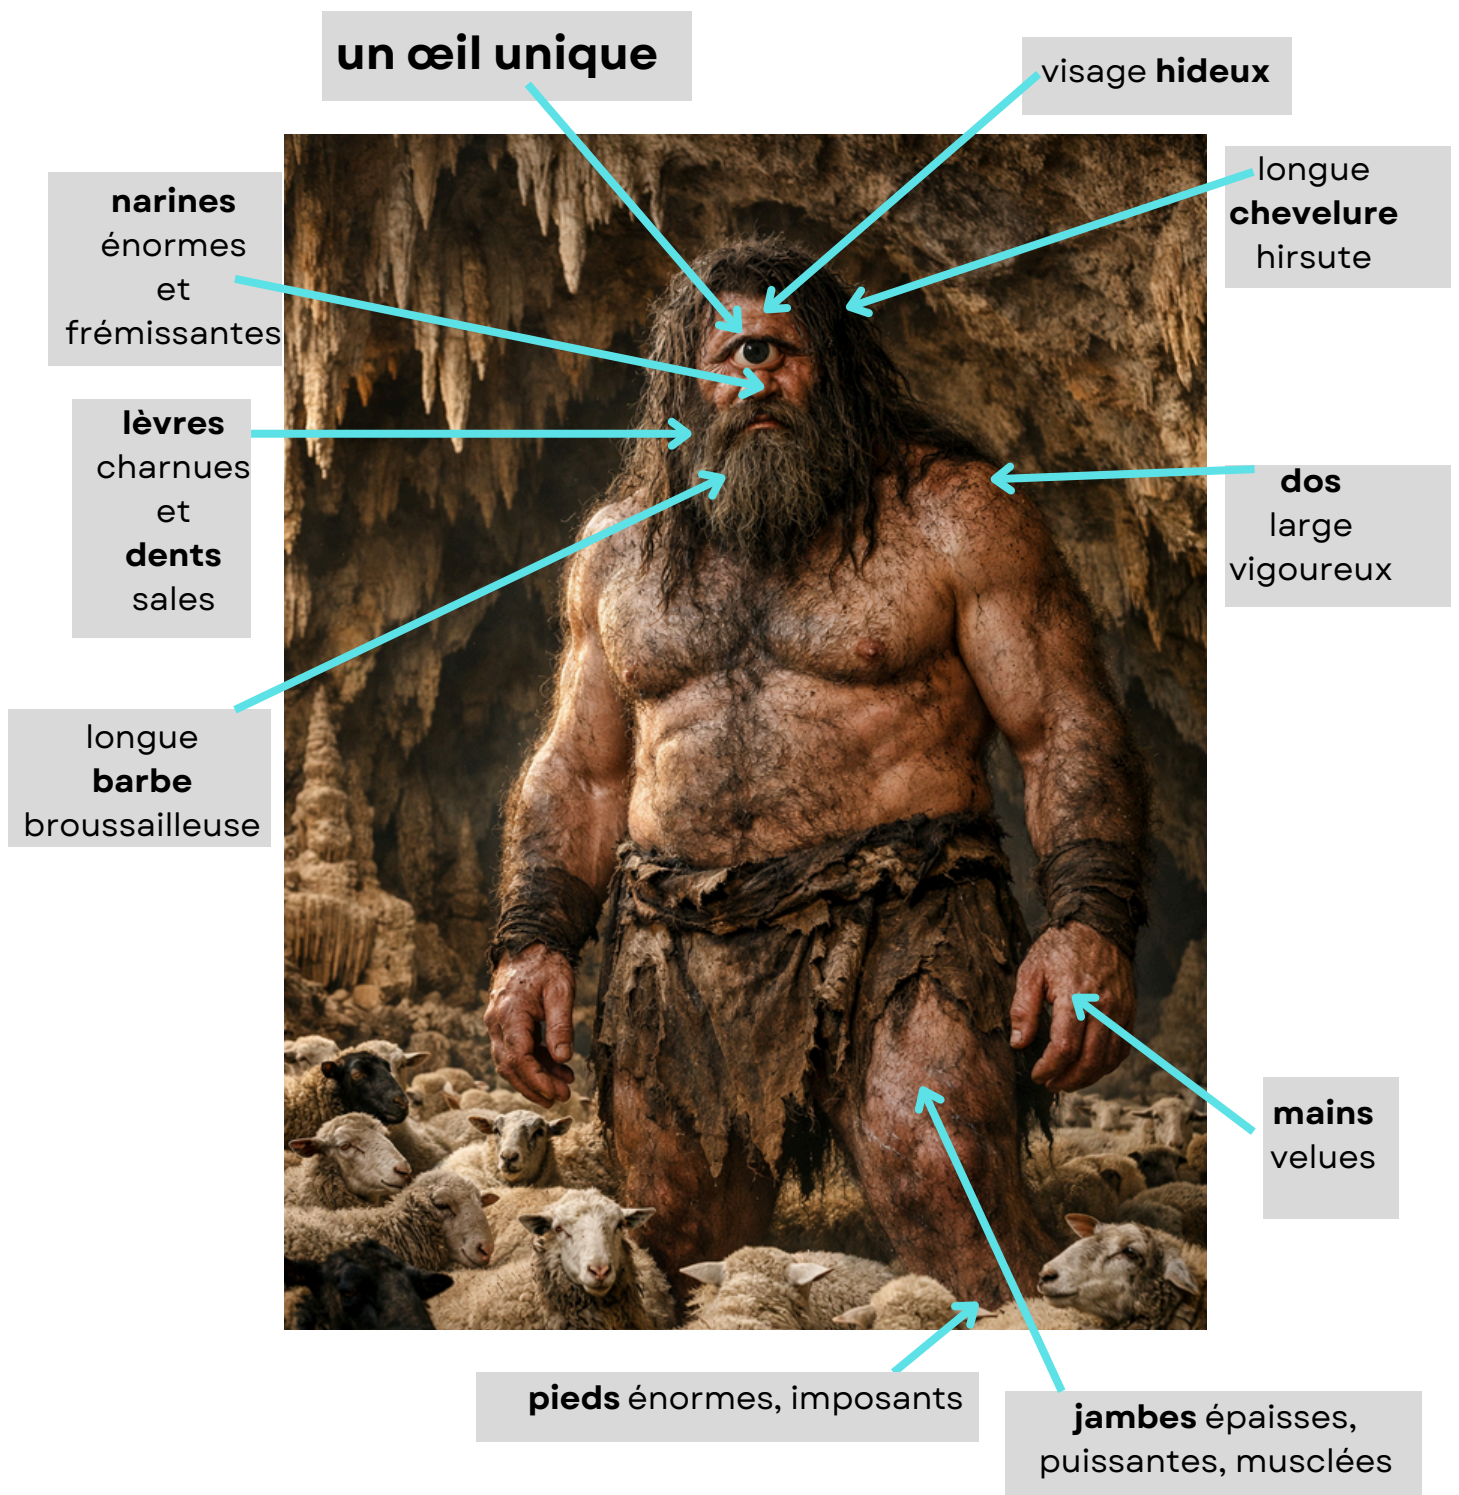 un œil unique
visage hideux
longue
chevelure
hirsute
narines
énormes
et
frémissantes
lèvres
charnues
et
dents
sales
dos
large
vigoureux
longue
barbe
broussailleuse
mains
velues
pieds énormes, imposants
jambes épaisses,
puissantes, musclées